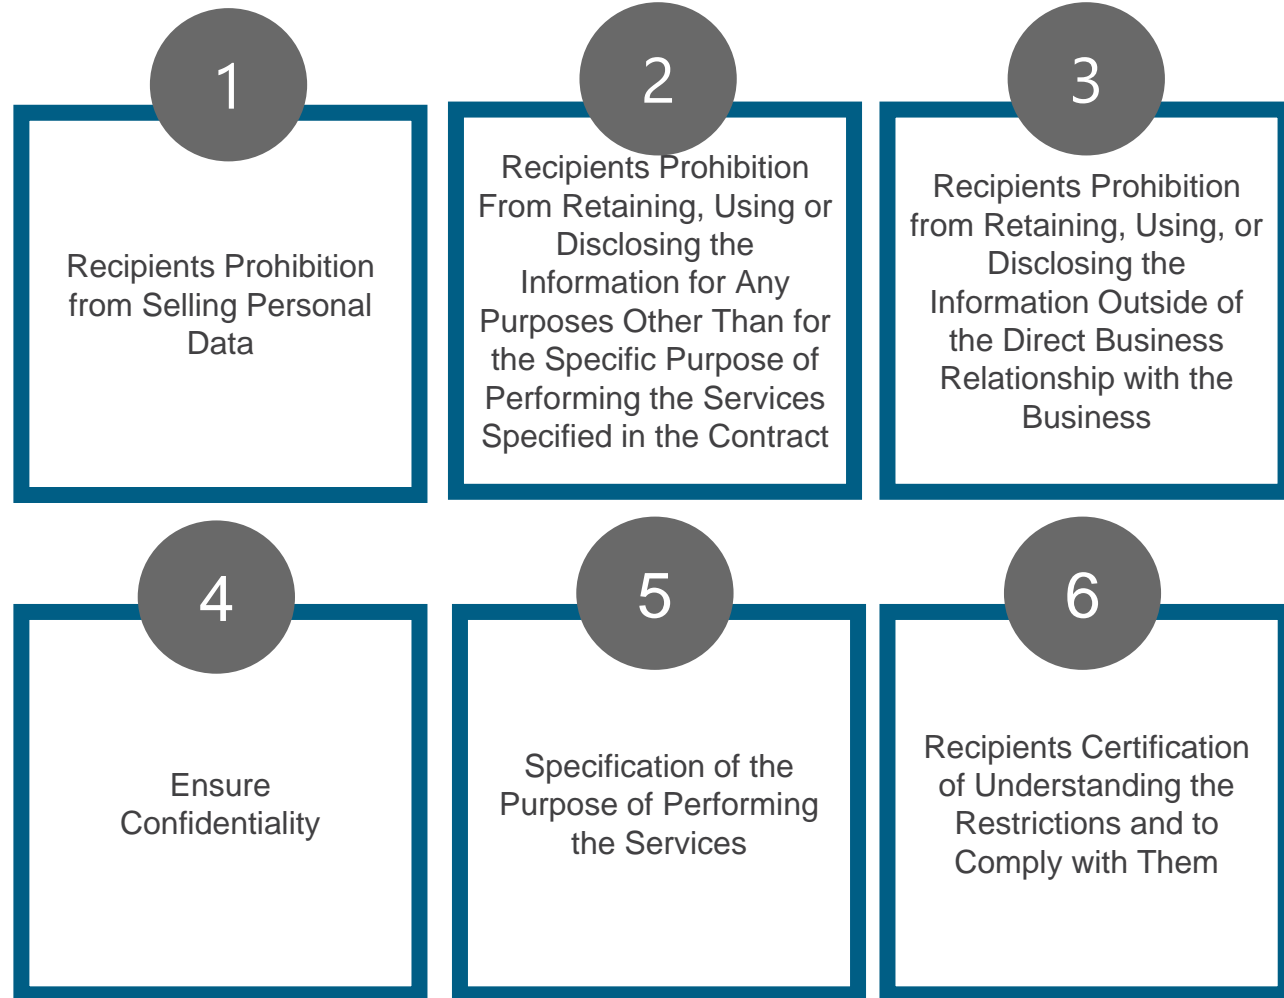 1
Recipients Prohibition
from Selling Personal
Data
2
Recipients Prohibition
From Retaining, Using or
Disclosing the
Information for Any
Purposes Other Than for
the Specific Purpose of
Performing the Services
Specified in the Contract
3
Recipients Prohibition
from Retaining, Using, or
Disclosing the
Information Outside of
the Direct Business
Relationship with the
Business
4
Ensure
Confidentiality
5
Specification of the
Purpose of Performing
the Services
6
Recipients Certification
of Understanding the
Restrictions and to
Comply with Them